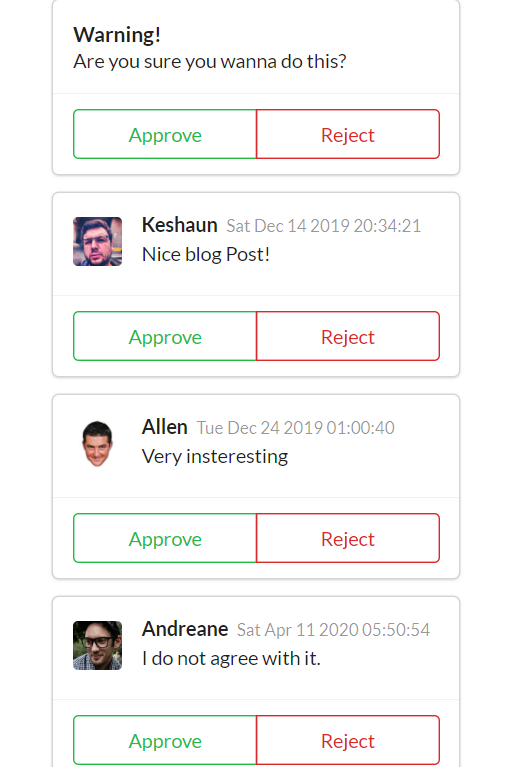 Warning!
Are you sure you wanna do this?
Approve Reject
Keshaun Sat Dec 14 2019 20:34:21
Nice blog Post!
Approve Reject
Allen Tue Dec 24 2019 01:00:40
Very insteresting
Approve Reject
Andreane Sat Apr 11 2020 05:50:54
I do not agree with it.
Approve Reject